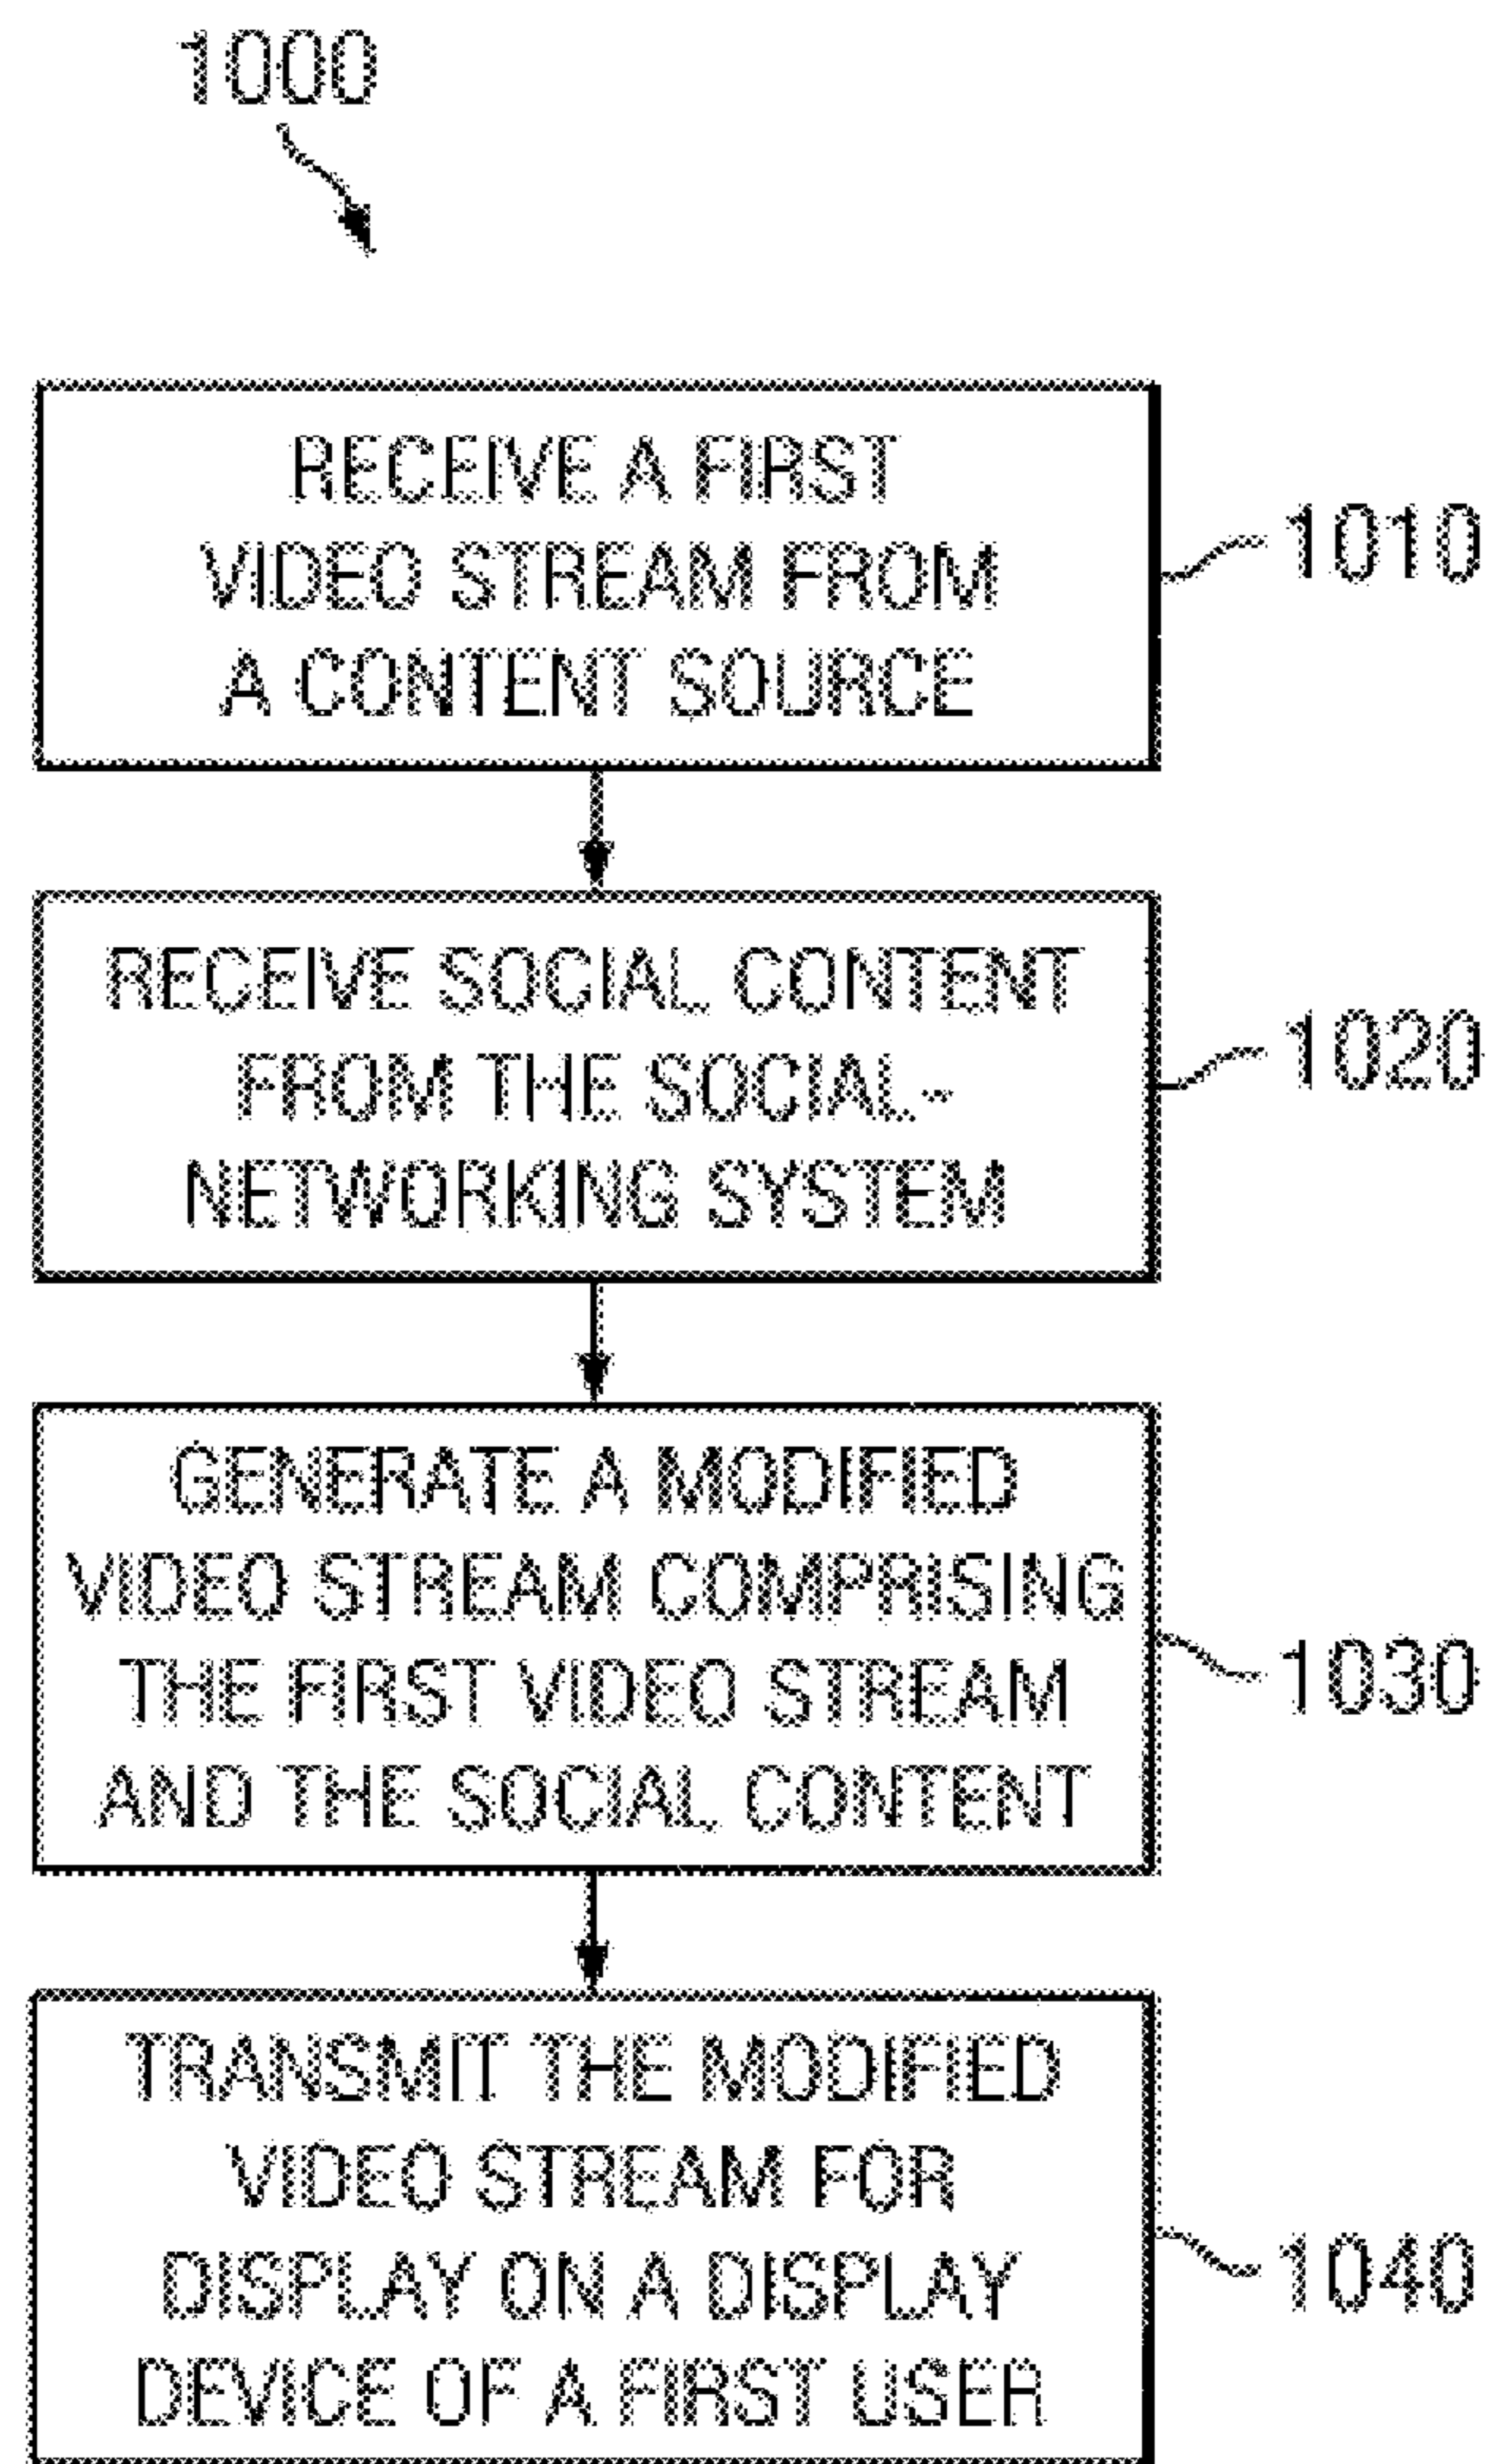 1000
RECEIVE A FIRST
VIDEO STREAM FROM
A CONTENT SOURCE
1010
RECEIVE SOCIAL CONTENT
FROM THE SOCIAL-
NETWORKING SYSTEM
1020
GENERATE A MODIFIED
VIDEO STREAM COMPRISING
THE FIRST VIDEO STREAM
AND THE SOCIAL CONTENT
1030
TRANSMIT THE MODIFIED
VIDEO STREAM FOR
DISPLAY ON A DISPLAY
DEVICE OF A FIRST USER
1040